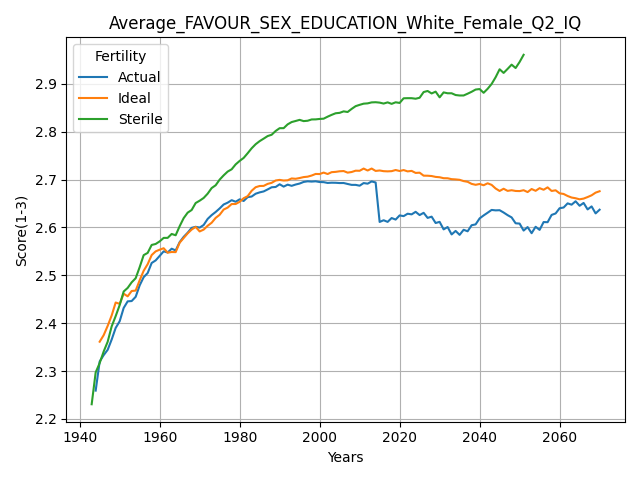 Average_FAVOUR_SEX_EDUCATION_White_Female_Q2_IQ
Fertility
Actual
Ideal
Sterile
Score(1-3)
2.9
2.8
2.7
2.6
2.5
2.4
2.3
2.2
1940
1960
1980
2000
2020
2040
2060
Years